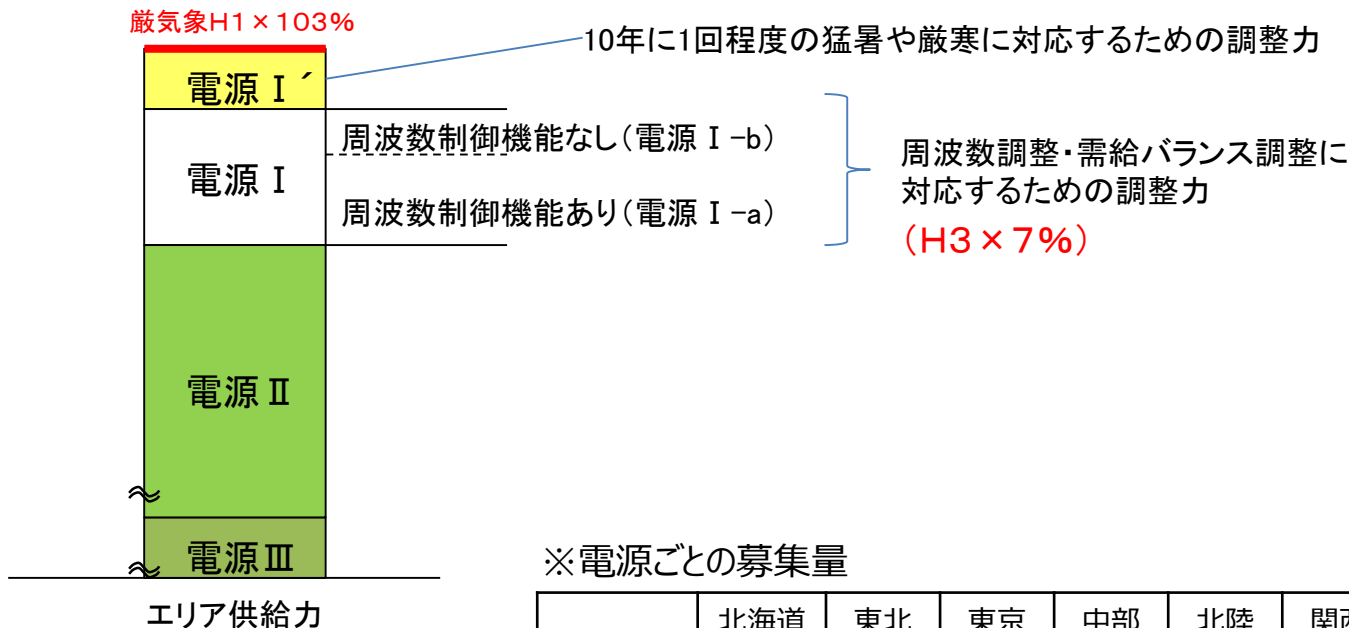 厳気象H1×103%
10年に1回程度の猛暑や厳寒に対応するための調整力
電源Ⅰ´
周波数制御機能なし(電源Ⅰ-b)
電源Ⅰ
周波数制御機能あり(電源Ⅰ-a)
周波数調整・需給バランス調整に
対応するための調整力
(H3×7%)
電源Ⅱ
電源Ⅲ
エリア供給力
※電源ごとの募集量
北海道 東北 東京 中部 北陸 関西